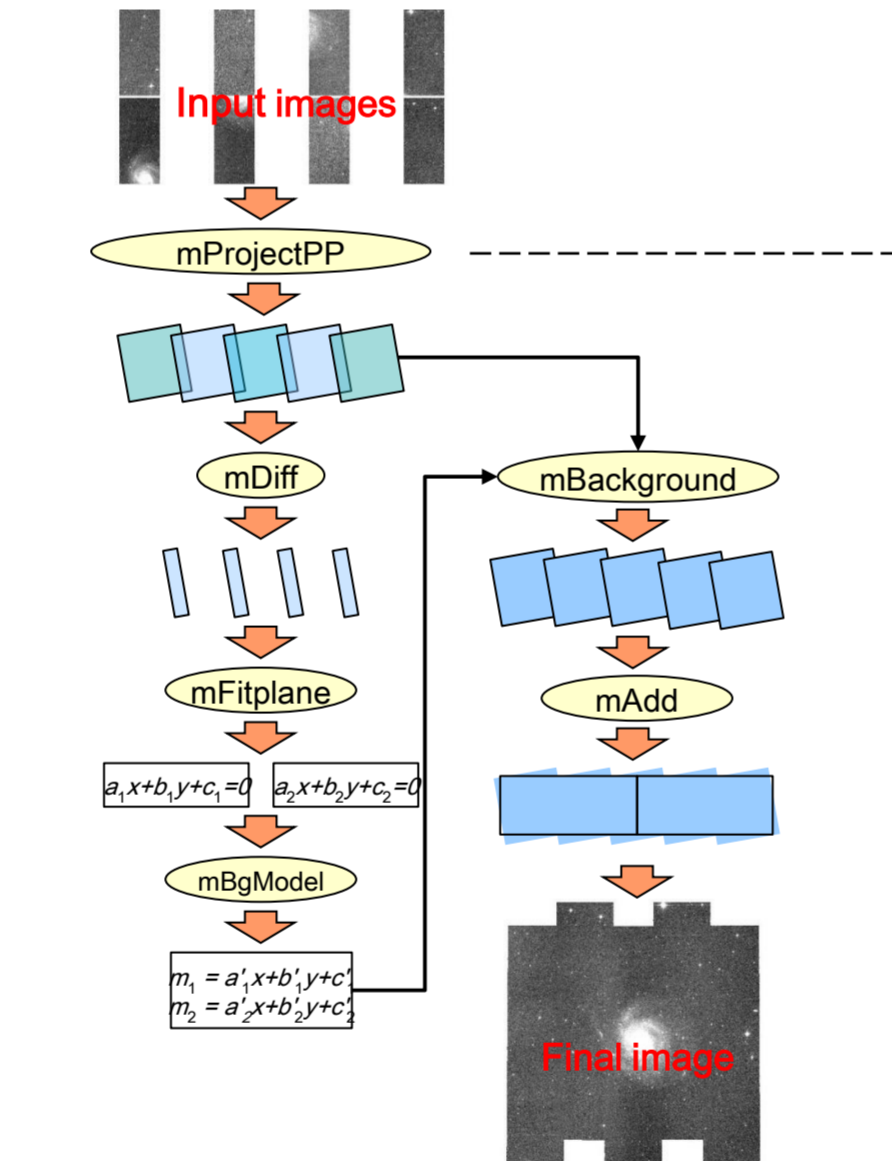 Input images
mProjectPP
mDiff
mBackground
mFitplane
mAdd
a₁x+b₁y+c₁=0
a₂x+b₂y+c₂=0
mBgModel
m₁ = a'₁x+b'₁y+c'₁
m₂ = a'₂x+b'₂y+c'₂
Final image